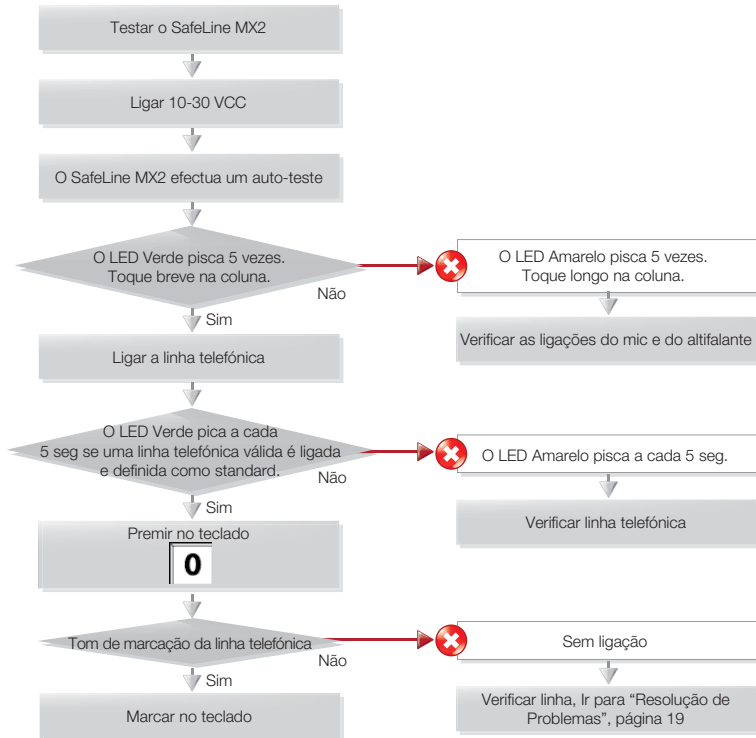 Testar o SafeLine MX2
Ligar 10-30 VCC
O SafeLine MX2 efectua um auto-teste
O LED Verde pisca 5 vezes.
Toque breve na coluna.
Não
O LED Amarelo pisca 5 vezes.
Toque longo na coluna.
Verificar as ligações do mic e do altifalante
Sim
Ligar a linha telefónica
O LED Verde pica a cada
5 seg se uma linha telefónica válida é ligada
e definida como standard.
Não
O LED Amarelo pisca a cada 5 seg.
Verificar linha telefónica
Sim
Premir no teclado
0
Tom de marcação da linha telefónica
Não
Sem ligação
Verificar linha, Ir para “Resolução de
Problemas”, página 19
Sim
Marcar no teclado